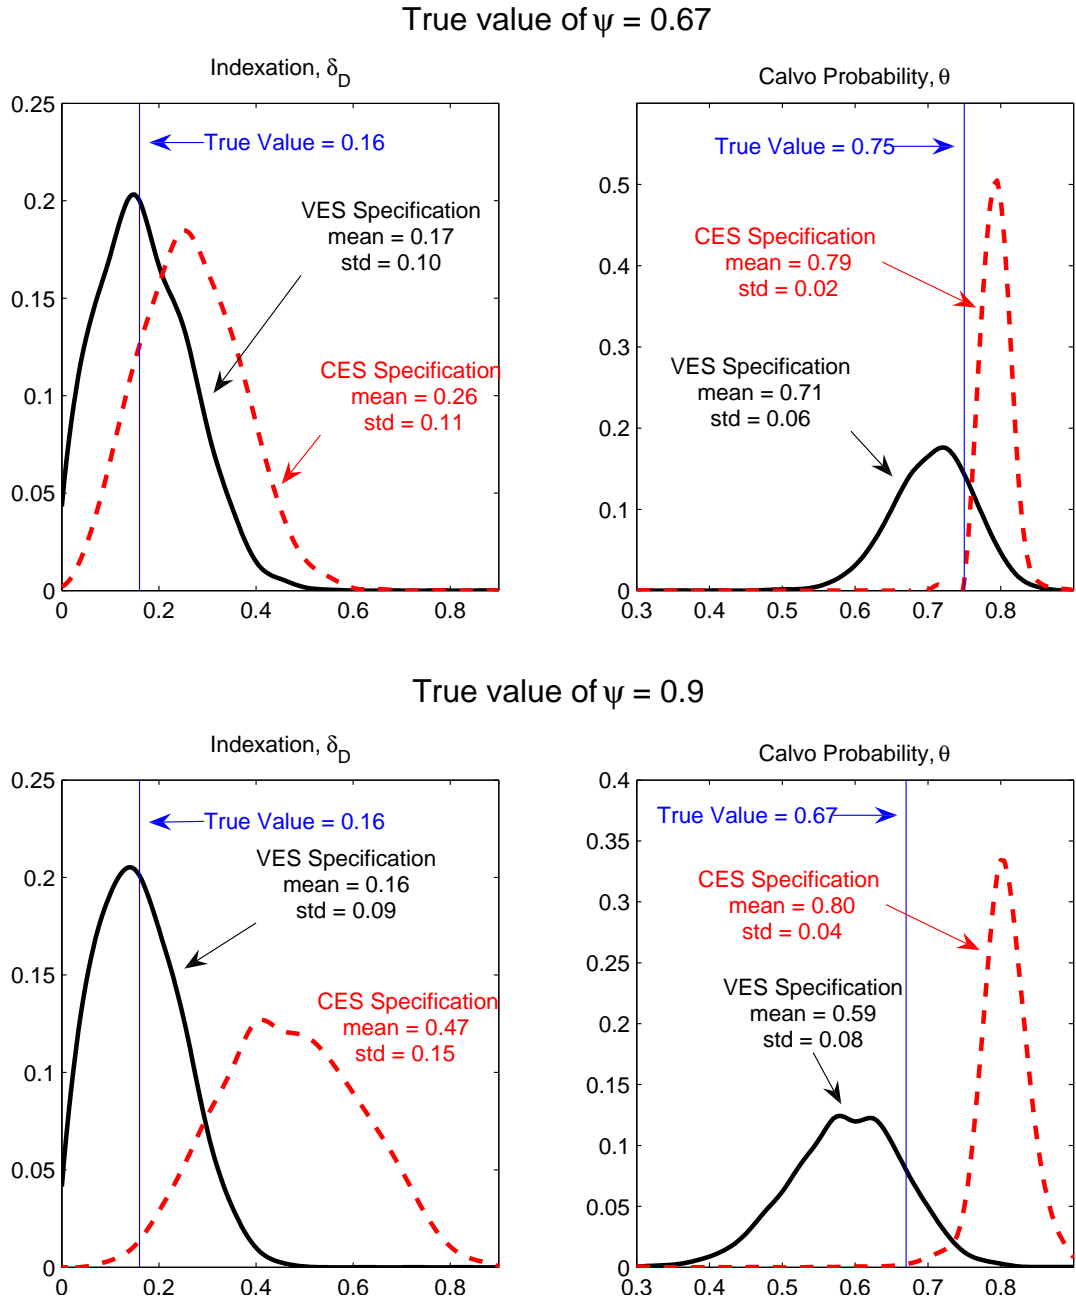 True value of ψ = 0.67
Indexation, δ_D
0.25
0.2
0.15
0.1
0.05
0
True Value = 0.16
VES Specification
mean = 0.17
std = 0.10
CES Specification
mean = 0.26
std = 0.11
0 0.2 0.4 0.6 0.8
Calvo Probability, θ
0.5
0.4
0.3
0.2
0.1
0
True Value = 0.75
CES Specification
mean = 0.79
std = 0.02
VES Specification
mean = 0.71
std = 0.06
0.3 0.4 0.5 0.6 0.7 0.8
True value of ψ = 0.9
Indexation, δ_D
0.25
0.2
0.15
0.1
0.05
0
True Value = 0.16
VES Specification
mean = 0.16
std = 0.09
CES Specification
mean = 0.47
std = 0.15
0 0.2 0.4 0.6 0.8
Calvo Probability, θ
0.4
0.35
0.3
0.25
0.2
0.15
0.1
0.05
0
True Value = 0.67
CES Specification
mean = 0.80
std = 0.04
VES Specification
mean = 0.59
std = 0.08
0.3 0.4 0.5 0.6 0.7 0.8